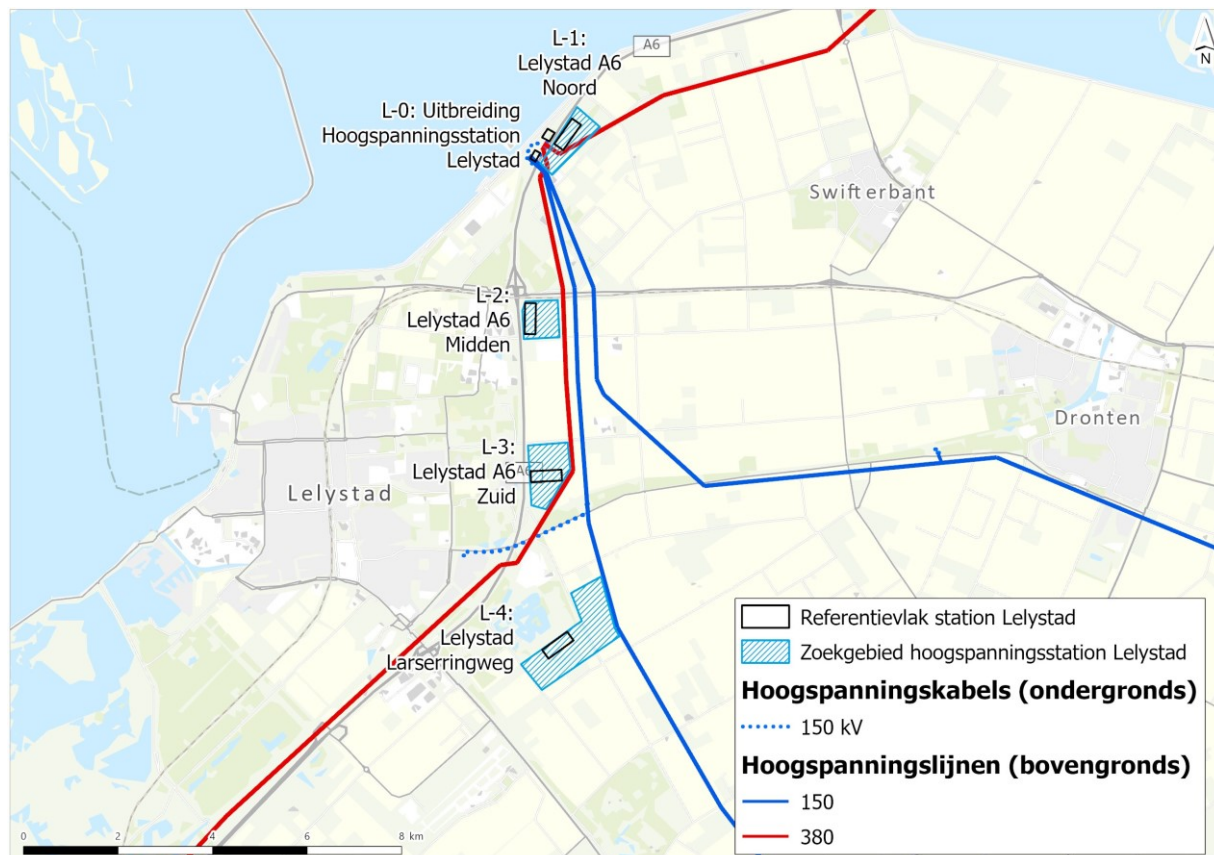 L-1:
Lelystad A6
Noord
A6
N
L-0: Uitbreiding
Hoogspanningsstation
Lelystad
Swifterbant
L-2:
Lelystad A6
Midden
Dronten
L-3:
Lelystad A6
Zuid
A6
Lelystad
L-4:
Lelystad
Larserringweg
Referentievlak station Lelystad
Zoekgebied hoogspanningsstation Lelystad
Hoogspanningskabels (ondergronds)
150 kV
Hoogspanningslijnen (bovengronds)
150
380
0 2 4 6 8 km